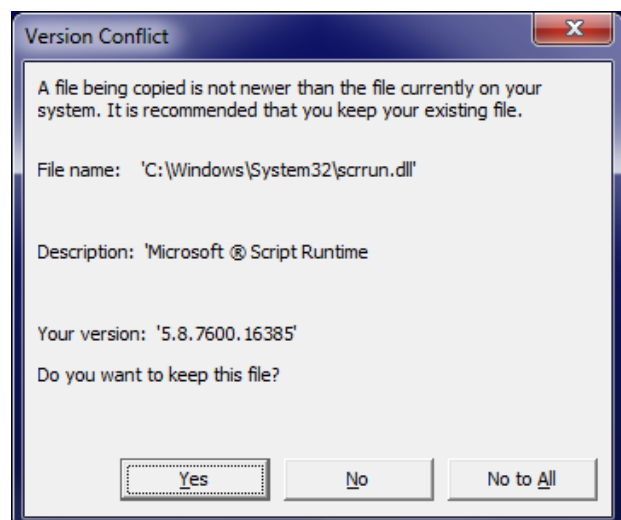 Version Conflict
A file being copied is not newer than the file currently on your
system. It is recommended that you keep your existing file.
File name: 'C:\Windows\System32\scrrun.dll'
Description: 'Microsoft ® Script Runtime
Your version: '5.8.7600.16385'
Do you want to keep this file?
Yes No No to All